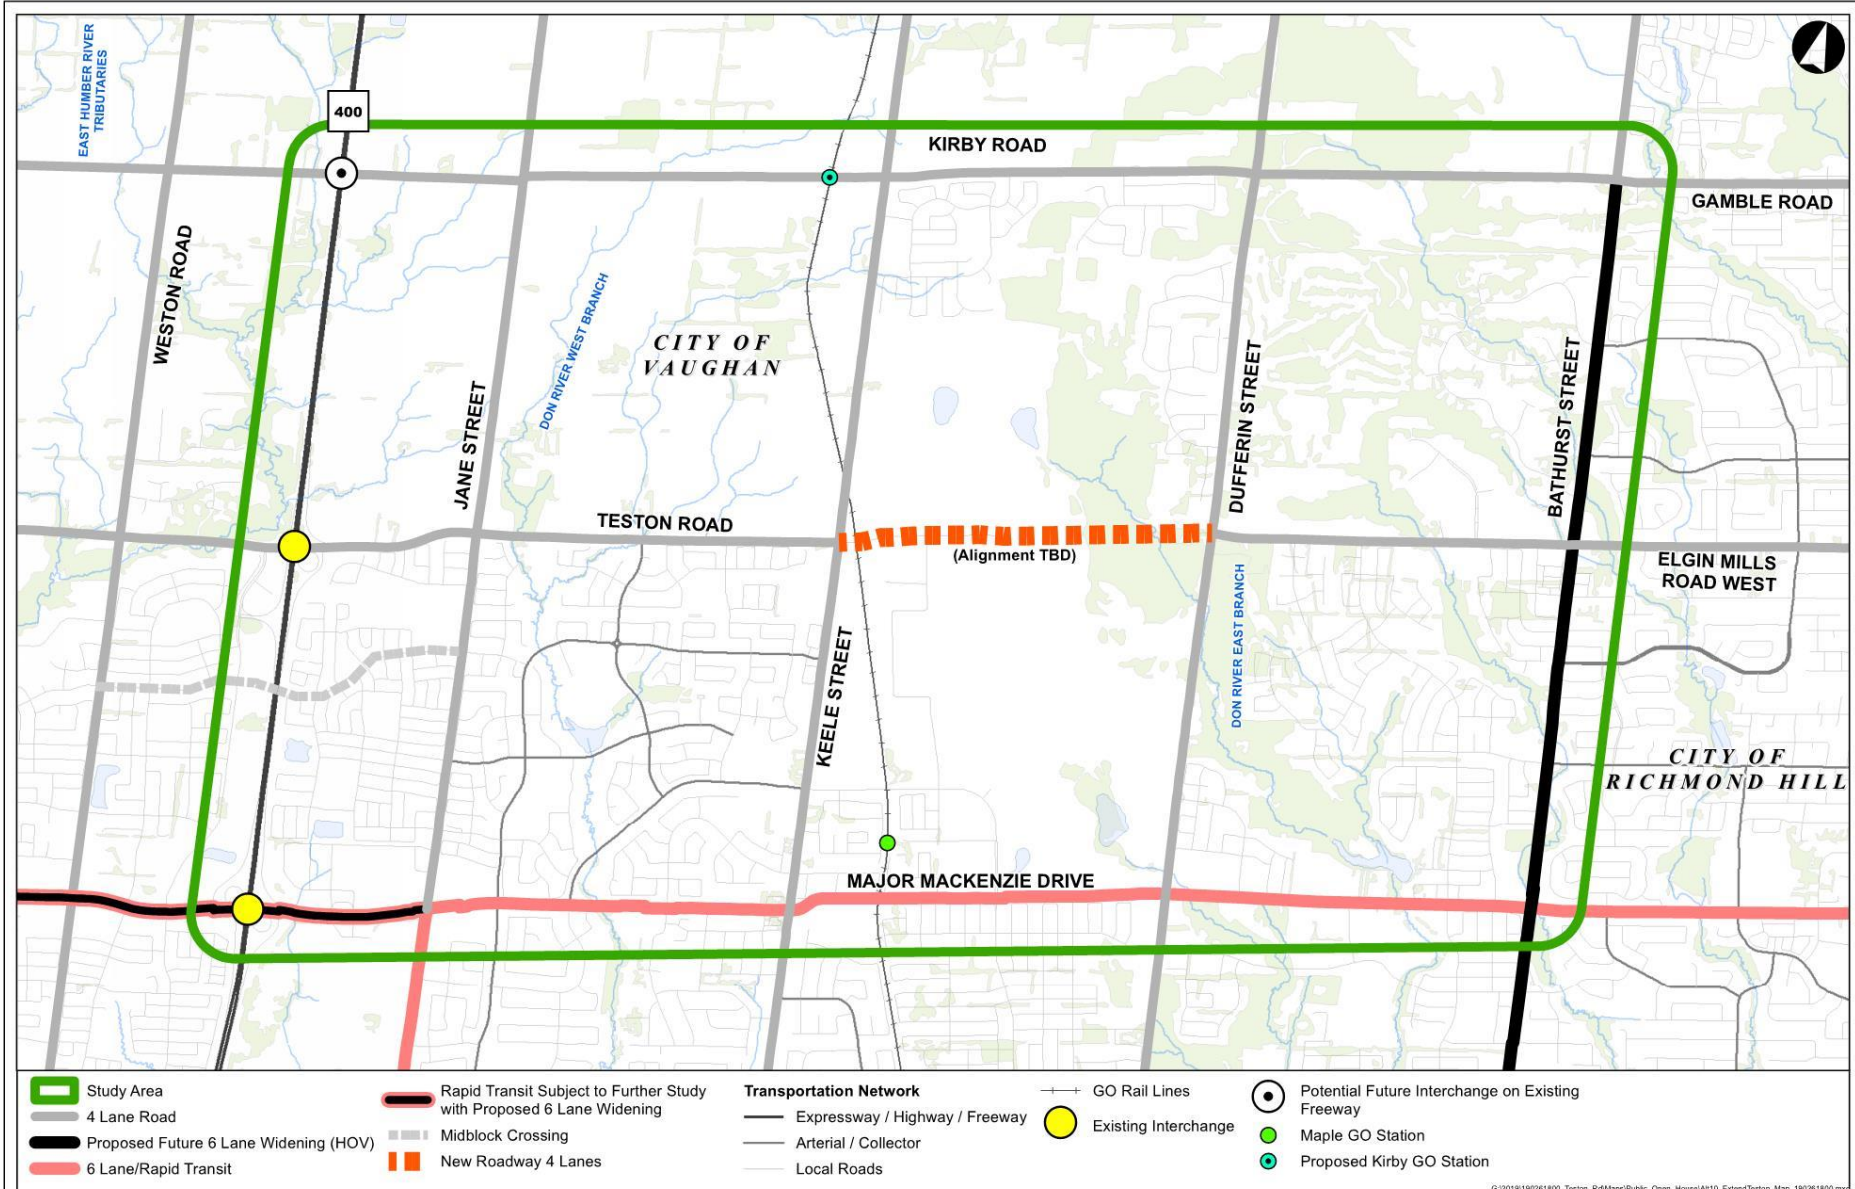 EAST HUMBER RIVER
TRIBUTARIES
400
KIRBY ROAD
GAMBLE ROAD
WESTON ROAD
DON RIVER WEST BRANCH
CITY OF
VAUGHAN
JANE STREET
DUFFERIN STREET
BATHURST STREET
TESTON ROAD
(Alignment TBD)
ELGIN MILLS
ROAD WEST
DON RIVER EAST BRANCH
KEELE STREET
CITY OF
RICHMOND HILL
MAJOR MACKENZIE DRIVE
Study Area
4 Lane Road
Proposed Future 6 Lane Widening (HOV)
6 Lane/Rapid Transit
Rapid Transit Subject to Further Study
with Proposed 6 Lane Widening
Midblock Crossing
New Roadway 4 Lanes
Transportation Network
Expressway / Highway / Freeway
Arterial / Collector
Local Roads
GO Rail Lines
Existing Interchange
Potential Future Interchange on Existing
Freeway
Maple GO Station
Proposed Kirby GO Station